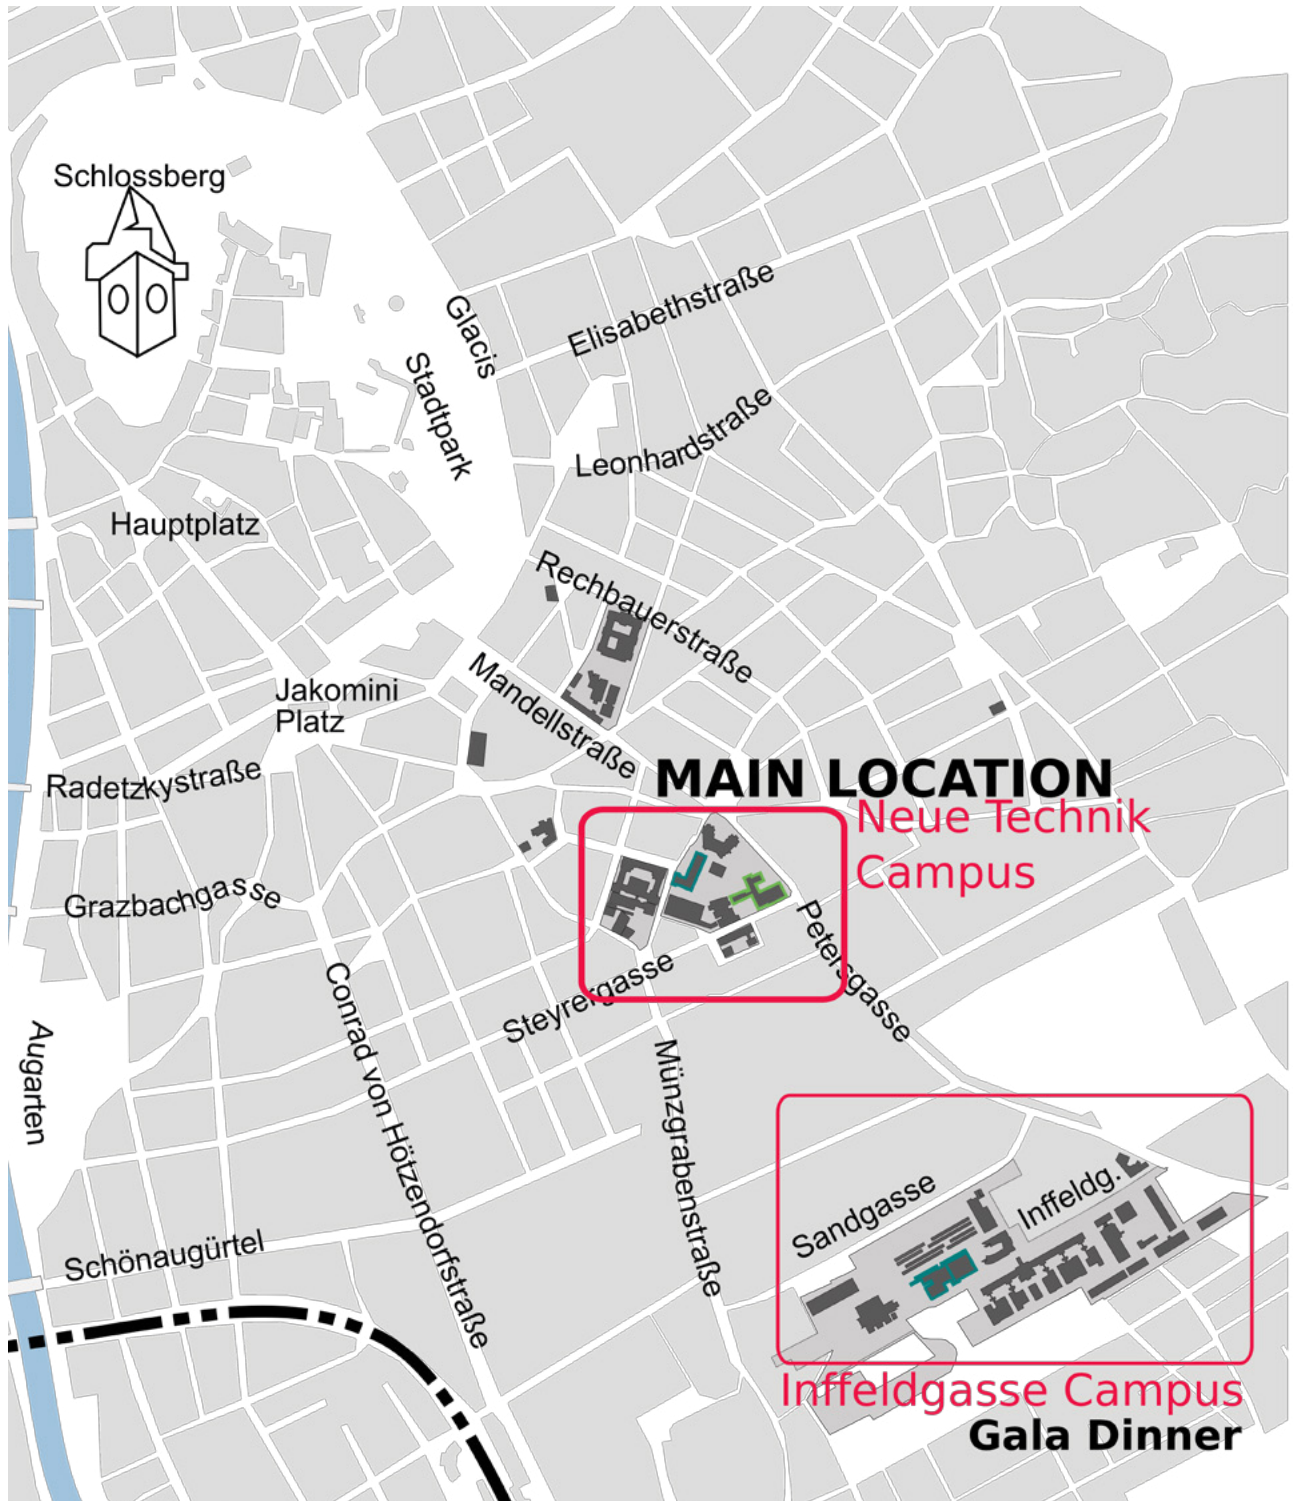 Schlossberg
Glacis
Elisabethstraße
Stadtpark
Leonhardstraße
Hauptplatz
Rechbauerstraße
Mandellstraße
Jakomini
Platz
Radetzkystraße
MAIN LOCATION
Neue Technik
Campus
Grazbachgasse
Petersgasse
Steyrergasse
Conrad von Hötzendorfstraße
Augarten
Münzgrabenstraße
Sandgasse
Inffeldg.
Schönaugürtel
Inffeldgasse Campus
Gala Dinner